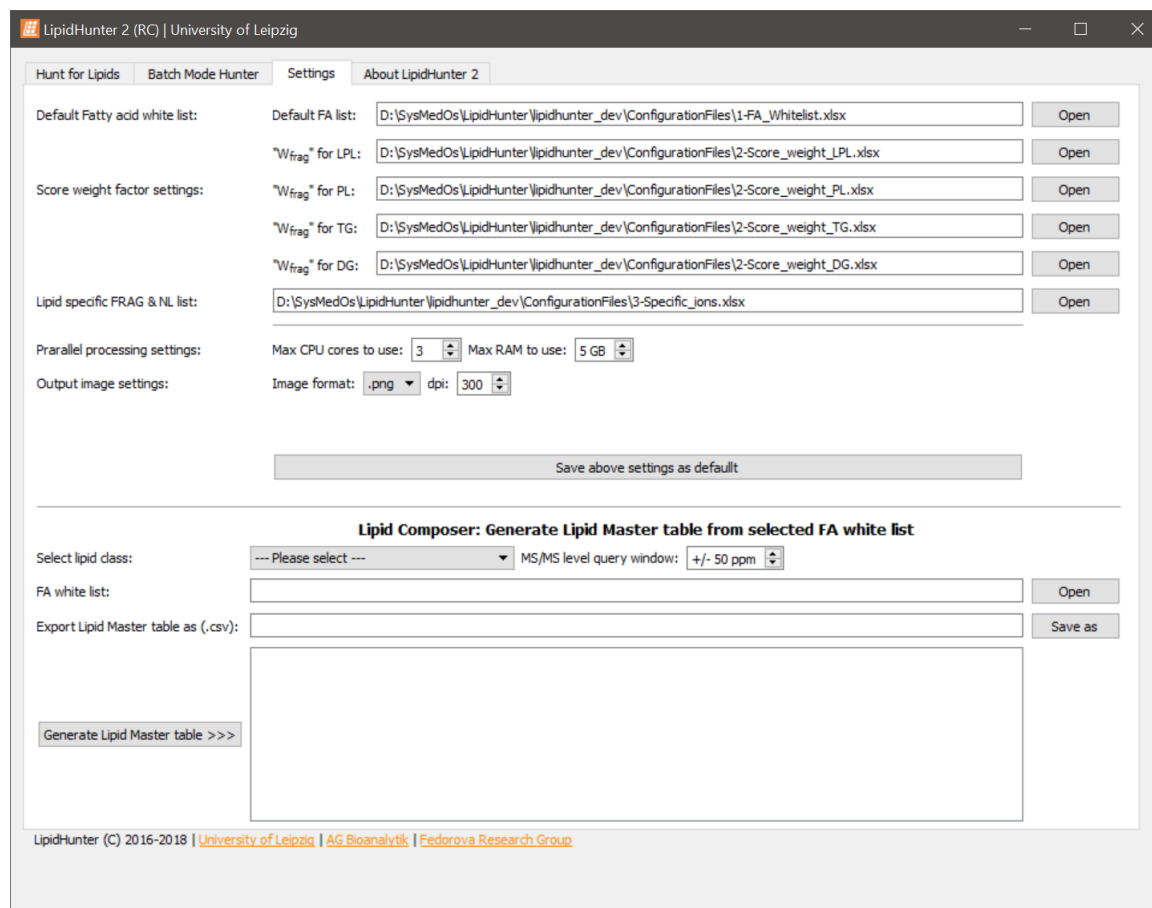 LipidHunter 2 (RC) | University of Leipzig
Hunt for Lipids Batch Mode Hunter Settings About LipidHunter 2
Default Fatty acid white list: Default FA list: D:\SysMedOs\LipidHunter\lipidhunter_dev\ConfigurationFiles\1-FA_Whitelist.xlsx Open
"Wfrag" for LPL: D:\SysMedOs\LipidHunter\lipidhunter_dev\ConfigurationFiles\2-Score_weight_LPL.xlsx Open
Score weight factor settings: "Wfrag" for PL: D:\SysMedOs\LipidHunter\lipidhunter_dev\ConfigurationFiles\2-Score_weight_PL.xlsx Open
"Wfrag" for TG: D:\SysMedOs\LipidHunter\lipidhunter_dev\ConfigurationFiles\2-Score_weight_TG.xlsx Open
"Wfrag" for DG: D:\SysMedOs\LipidHunter\lipidhunter_dev\ConfigurationFiles\2-Score_weight_DG.xlsx Open
Lipid specific FRAG & NL list: D:\SysMedOs\LipidHunter\lipidhunter_dev\ConfigurationFiles\3-Specific_ions.xlsx Open
Prarallel processing settings: Max CPU cores to use: 3 Max RAM to use: 5 GB
Output image settings: Image format: .png dpi: 300
Save above settings as defaullt
Lipid Composer: Generate Lipid Master table from selected FA white list
Select lipid class: --- Please select --- MS/MS level query window: +/- 50 ppm
FA white list: Open
Export Lipid Master table as (.csv): Save as
Generate Lipid Master table >>>
LipidHunter (C) 2016-2018 | University of Leipzig | AG Bioanalytik | Fedorova Research Group